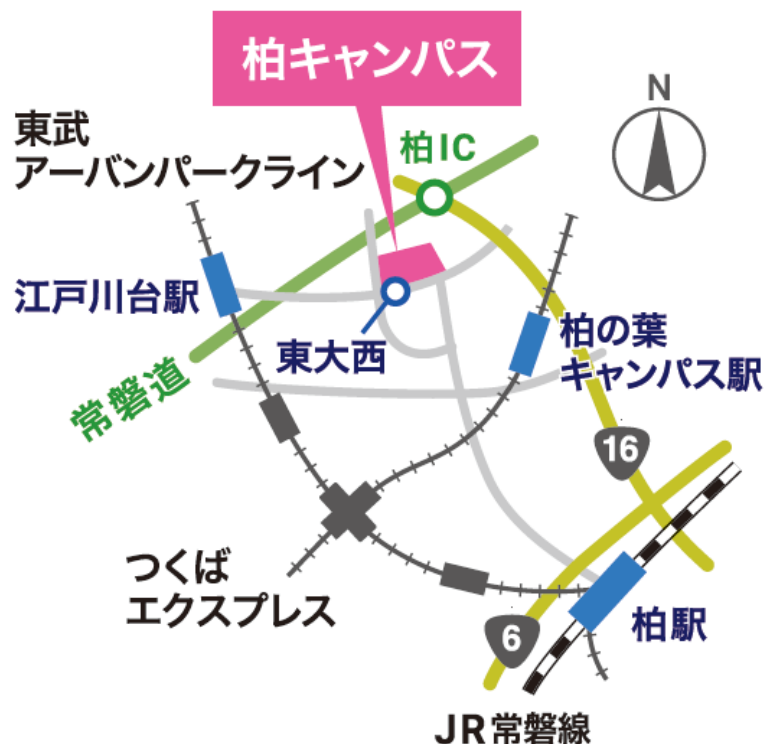 柏キャンパス
N
東武
アーバンパークライン
柏IC
江戸川台駅
東大西
柏の葉
キャンパス駅
常磐道
16
つくば
エクスプレス
6
柏駅
JR常磐線